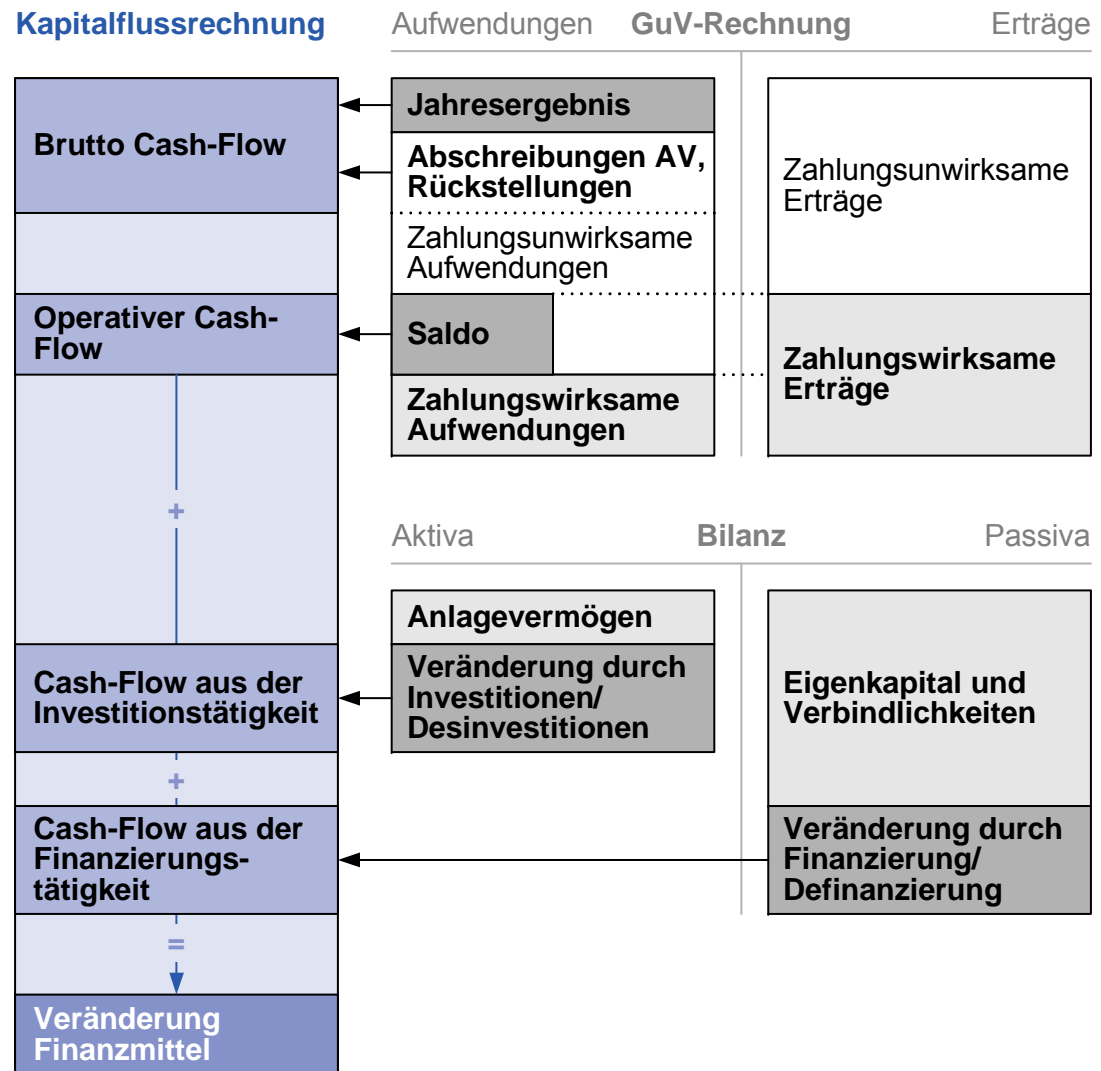 Kapitalflussrechnung
Aufwendungen GuV-Rechnung Erträge
Brutto Cash-Flow
Jahresergebnis
Abschreibungen AV,
Rückstellungen
Zahlungsunwirksame
Aufwendungen
Zahlungsunwirksame
Erträge
Operativer Cash-
Flow
Saldo
Zahlungswirksame
Aufwendungen
Zahlungswirksame
Erträge
+
Aktiva Bilanz Passiva
Anlagevermögen
Cash-Flow aus der
Investitionstätigkeit
Veränderung durch
Investitionen/
Desinvestitionen
Eigenkapital und
Verbindlichkeiten
+
Cash-Flow aus der
Finanzierungs-
tätigkeit
Veränderung durch
Finanzierung/
Definanzierung
=
Veränderung
Finanzmittel